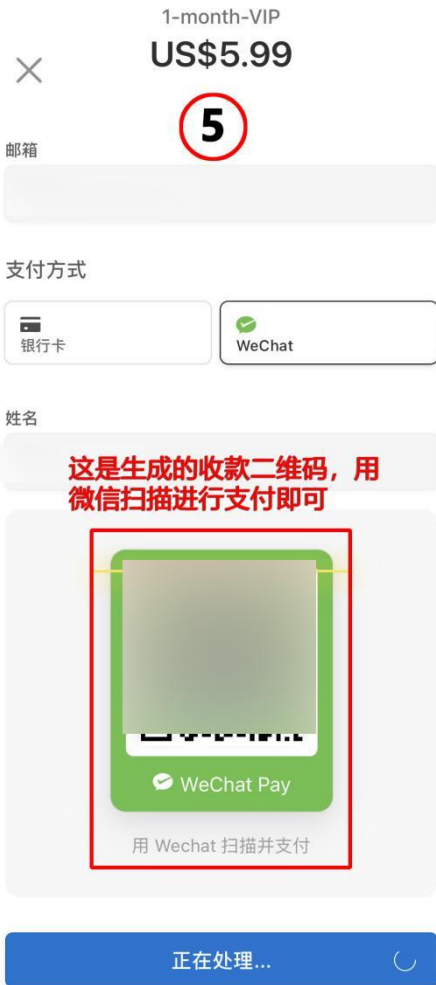 1-month-VIP
US$5.99
5
邮箱
支付方式
银行卡
WeChat
姓名
这是生成的收款二维码，用
微信扫描进行支付即可
WeChat Pay
用 Wechat 扫描并支付
正在处理...